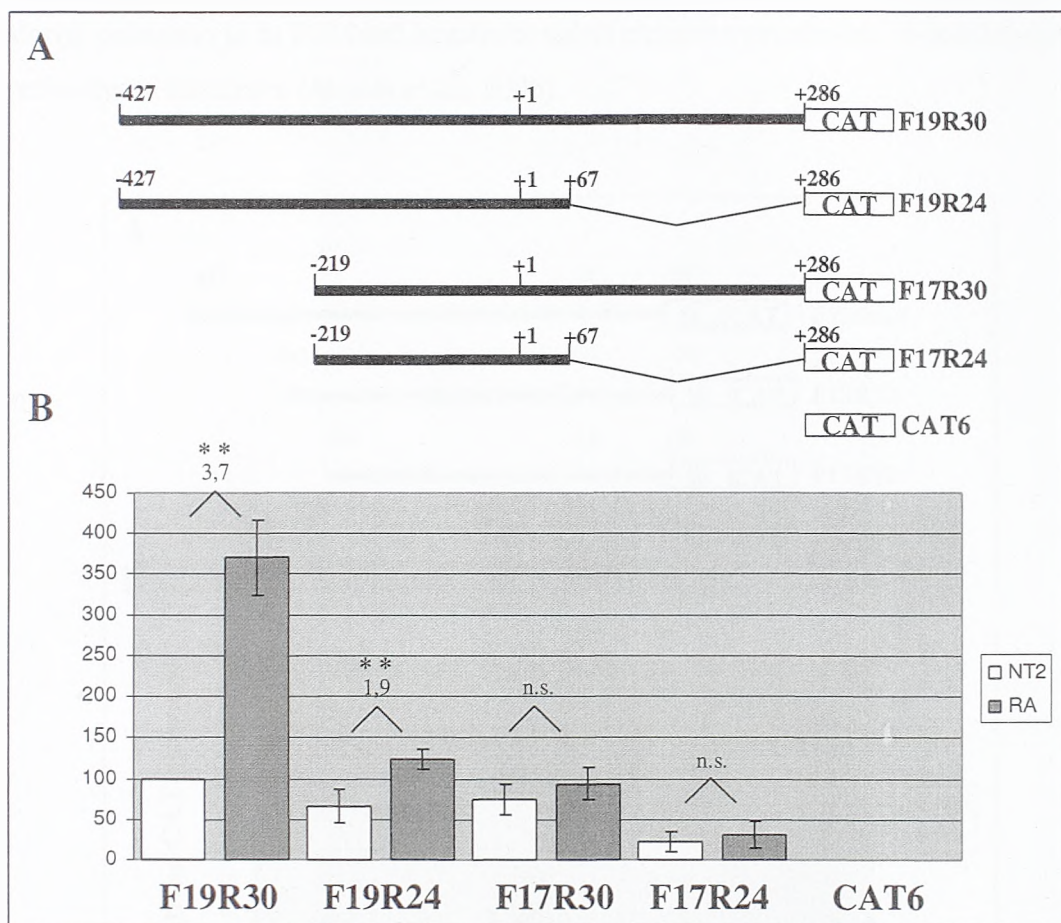 A
-427 +1 +286
CAT F19R30
-427 +1 +67 +286
CAT F19R24
-219 +1 +286
CAT F17R30
-219 +1 +67 +286
CAT F17R24
CAT CAT6
B
* *
3,7
* *
1,9
n.s.
n.s.
450
400
350
300
250
200
150
100
50
0
NT2
RA
F19R30 F19R24 F17R30 F17R24 CAT6